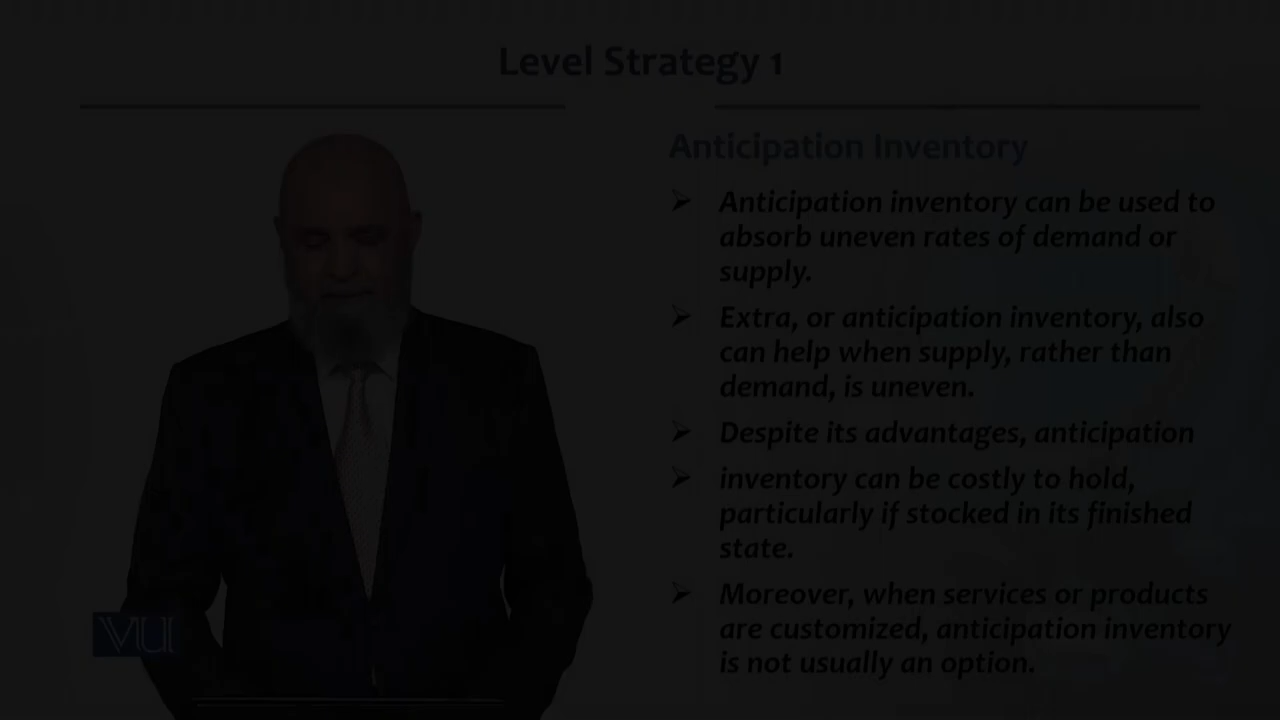 Level Strategy 1
Anticipation Inventory
➢ Anticipation inventory can be used to
absorb uneven rates of demand or
supply.
➢ Extra, or anticipation inventory, also
can help when supply, rather than
demand, is uneven.
➢ Despite its advantages, anticipation
➢ inventory can be costly to hold,
particularly if stocked in its finished
state.
➢ Moreover, when services or products
are customized, anticipation inventory
is not usually an option.
VU